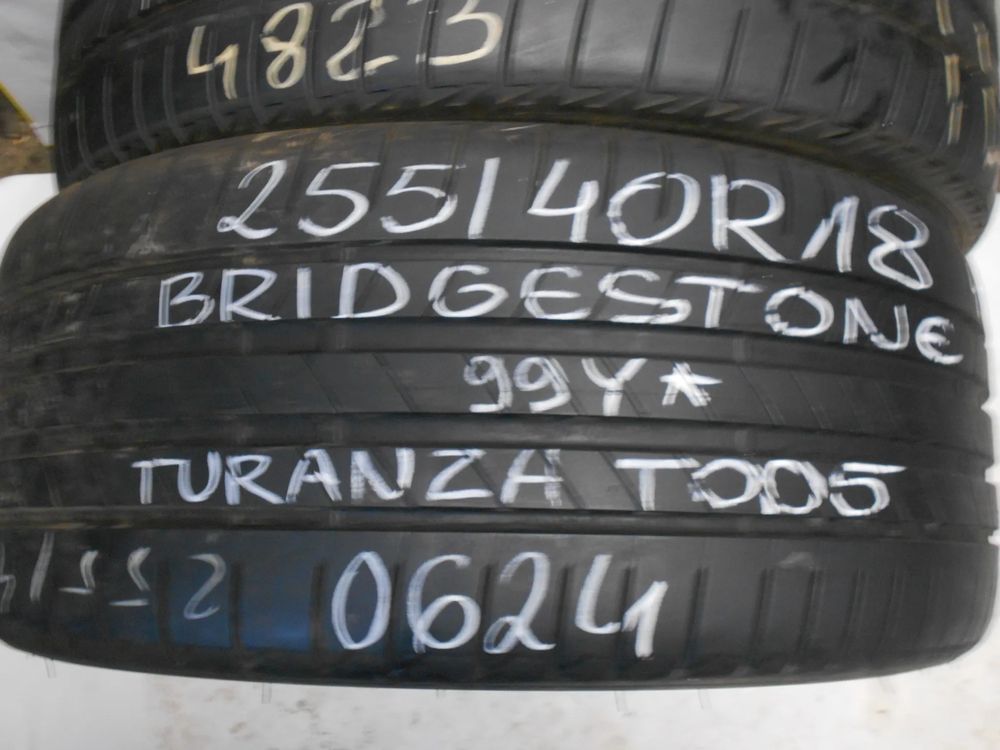 4823
255/40R18
BRIDGESTONE
99Y*
TURANZA T005
0624